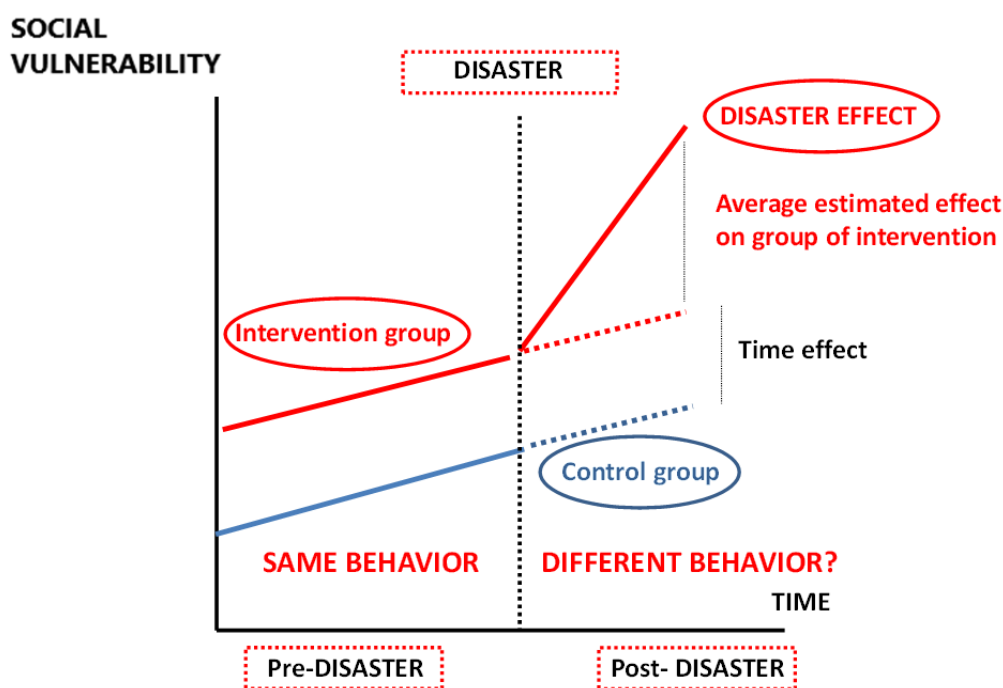 SOCIAL
VULNERABILITY
DISASTER
DISASTER EFFECT
Average estimated effect
on group of intervention
Intervention group
Time effect
Control group
SAME BEHAVIOR
DIFFERENT BEHAVIOR?
TIME
Pre-DISASTER
Post- DISASTER